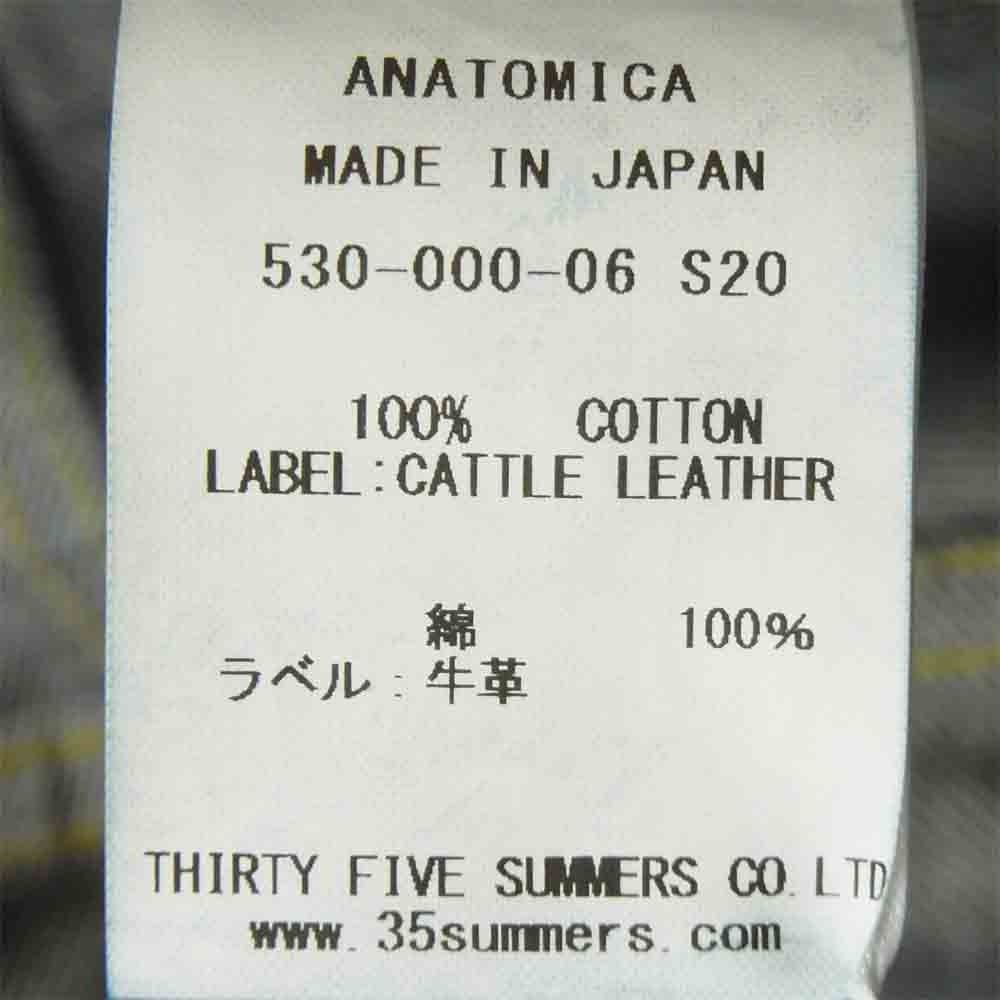 ANATOMICA
MADE IN JAPAN
530-000-06 S20
100% COTTON
LABEL:CATTLE LEATHER
綿 100%
ラベル:牛革
THIRTY FIVE SUMMERS CO.LTD
www.35summers.com